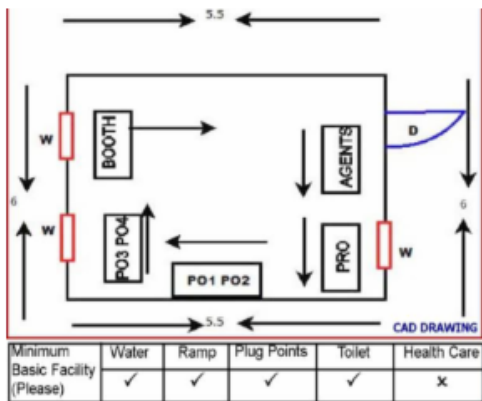 5.5
W
BOOTH
AGENTS
D
6
6
W
PO3 PO4
PRO
W
PO1 PO2
5.5
CAD DRAWING
Minimum Basic Facility (Please) Water Ramp Plug Points Toilet Health Care
✓ ✓ ✓ ✓ x